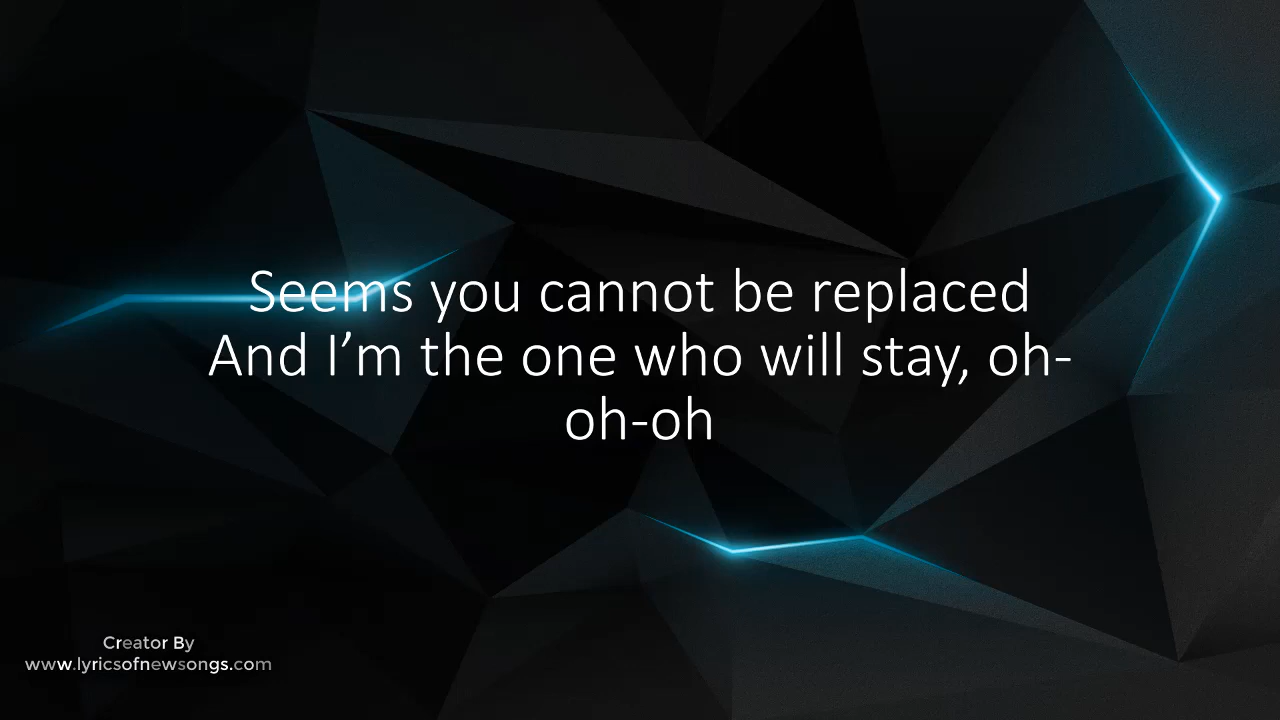 Seems you cannot be replaced
And I’m the one who will stay, oh-
oh-oh
Creator By
www.lyricsofnewsongs.com